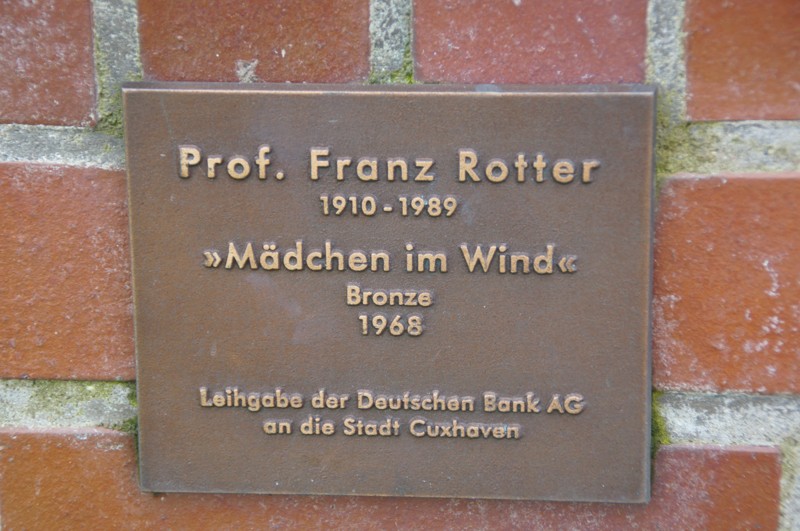 Prof. Franz Rotter
1910 - 1989
»Mädchen im Wind«
Bronze
1968
Leihgabe der Deutschen Bank AG
an die Stadt Cuxhaven